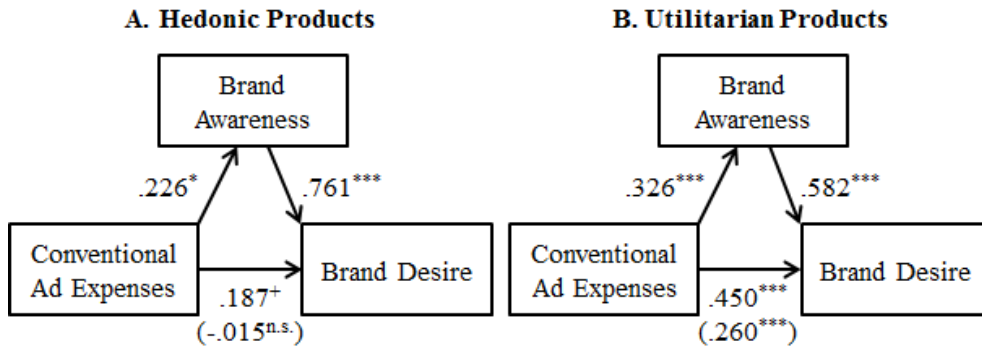 A. Hedonic Products
Brand
Awareness
.226*
.761***
Conventional
Ad Expenses
Brand Desire
.187+
(-.015n.s.)
B. Utilitarian Products
Brand
Awareness
.326***
.582***
Conventional
Ad Expenses
Brand Desire
.450***
(.260***)